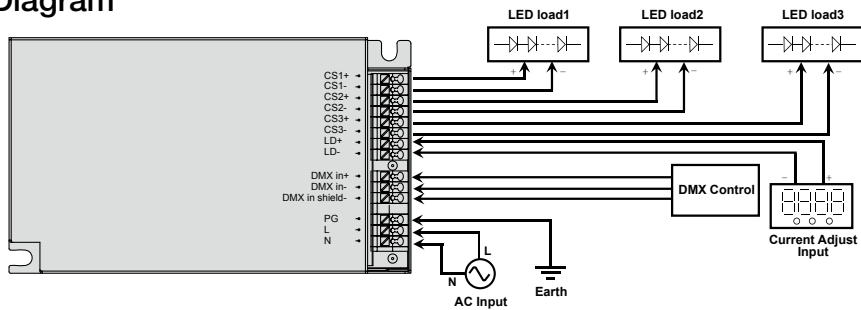 Diagram
LED load1
LED load2
LED load3
CS1+
CS1-
CS2+
CS2-
CS3+
CS3-
LD+
LD-
DMX in+
DMX in-
DMX in shield-
PG
L
N
+ −
+ −
+ −
− +
DMX Control
8888
Current Adjust
Input
L
N
AC Input
Earth